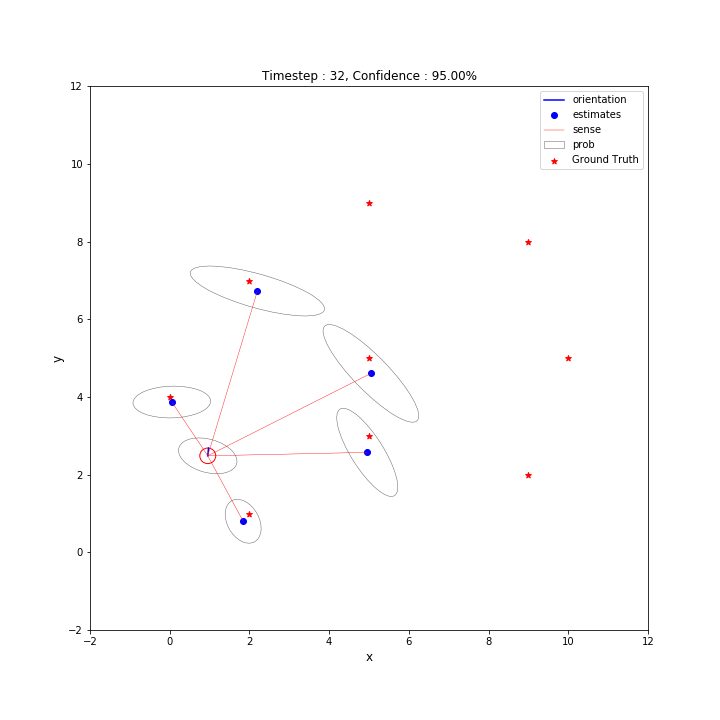 Timestep : 32, Confidence : 95.00%
orientation
estimates
sense
prob
Ground Truth
12
10
8
6
4
2
0
−2
y
−2 0 2 4 6 8 10 12
x